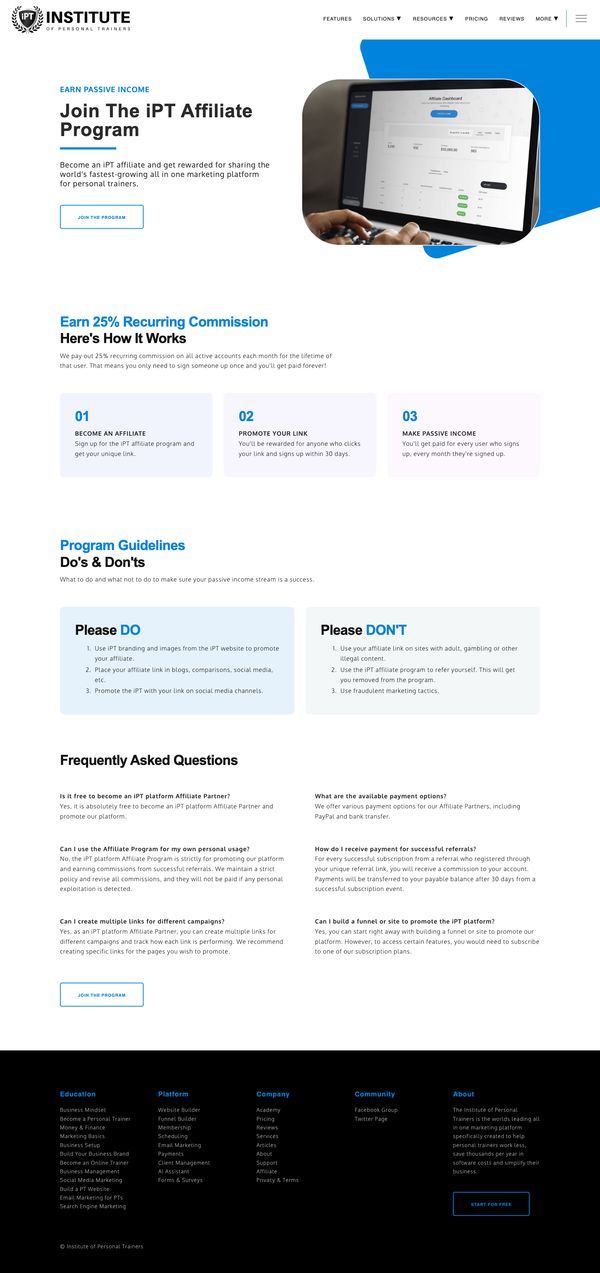 iPT INSTITUTE
OF PERSONAL TRAINERS
FEATURES SOLUTIONS ▼ RESOURCES ▼ PRICING REVIEWS MORE ▼
EARN PASSIVE INCOME
Join The iPT Affiliate
Program
Become an iPT affiliate and get rewarded for sharing the
world's fastest-growing all in one marketing platform
for personal trainers.
JOIN THE PROGRAM
Affiliate Dashboard
Earn 25% Recurring Commission
Here's How It Works
We pay out 25% recurring commission on all active accounts each month for the lifetime of
that user. That means you only need to sign someone up once and you'll get paid forever!
01
BECOME AN AFFILIATE
Sign up for the iPT affiliate program and
get your unique link.
02
PROMOTE YOUR LINK
You'll be rewarded for anyone who clicks
your link and signs up within 30 days.
03
MAKE PASSIVE INCOME
You'll get paid for every user who signs
up, every month they're signed up.
Program Guidelines
Do's & Don'ts
What to do and what not to do to make sure your passive income stream is a success.
Please DO
1. Use iPT branding and images from the iPT website to promote
your affiliate.
2. Place your affiliate link in blogs, comparisons, social media,
etc.
3. Promote the iPT with your link on social media channels.
Please DON'T
1. Use your affiliate link on sites with adult, gambling or other
illegal content.
2. Use the iPT affiliate program to refer yourself. This will get
you removed from the program.
3. Use fraudulent marketing tactics.
Frequently Asked Questions
Is it free to become an iPT platform Affiliate Partner?
Yes, it is absolutely free to become an iPT platform Affiliate Partner and
promote our platform.
What are the available payment options?
We offer various payment options for our Affiliate Partners, including
PayPal and bank transfer.
Can I use the Affiliate Program for my own personal usage?
No, the iPT platform Affiliate Program is strictly for promoting our platform
and earning commissions from successful referrals. We maintain a strict
policy and revise all commissions, and they will not be paid if any personal
exploitation is detected.
How do I receive payment for successful referrals?
For every successful subscription from a referral who registered through
your unique referral link, you will receive a commission to your account.
Payments will be transferred to your payable balance after 30 days from a
successful subscription event.
Can I create multiple links for different campaigns?
Yes, as an iPT platform Affiliate Partner, you can create multiple links for
different campaigns and track how each link is performing. We recommend
creating specific links for the pages you wish to promote.
Can I build a funnel or site to promote the iPT platform?
Yes, you can start right away with building a funnel or site to promote our
platform. However, to access certain features, you would need to subscribe
to one of our subscription plans.
JOIN THE PROGRAM
Education
Business Mindset
Become a Personal Trainer
Money & Finance
Marketing Basics
Business Setup
Build Your Business Brand
Become an Online Trainer
Business Management
Social Media Marketing
Build a PT Website
Email Marketing for PTs
Search Engine Marketing
Platform
Website Builder
Funnel Builder
Membership
Scheduling
Email Marketing
Payments
Client Management
AI Assistant
Forms & Surveys
Company
Academy
Pricing
Reviews
Services
Articles
About
Support
Affiliate
Privacy & Terms
Community
Facebook Group
Twitter Page
About
The Institute of Personal
Trainers is the worlds leading all
in one marketing platform
specifically created to help
personal trainers work less,
save thousands per year in
software costs and simplify their
business.
START FOR FREE
© Institute of Personal Trainers